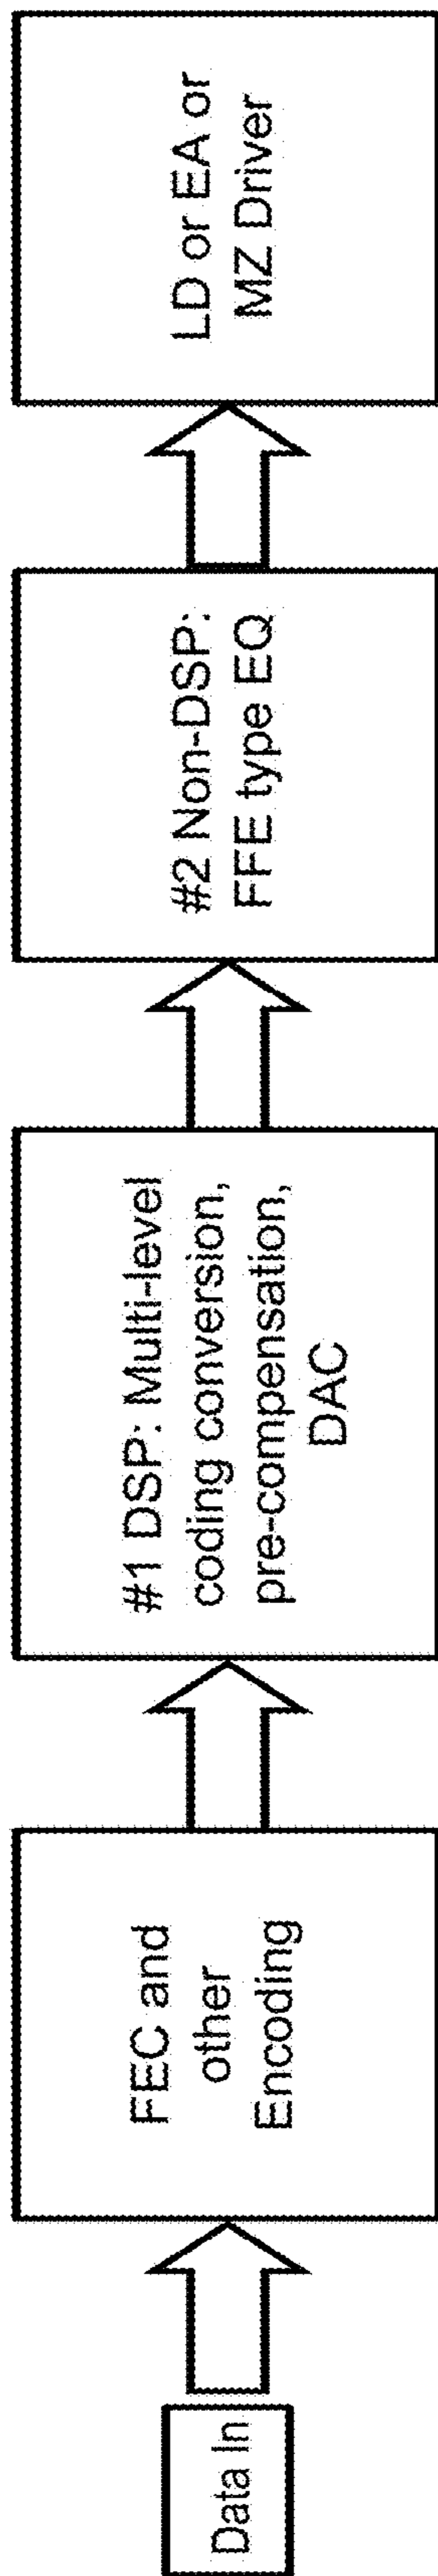 Data In
FEC and
other
Encoding
#1 DSP: Multi-level
coding conversion,
pre-compensation,
DAC
#2 Non-DSP:
FFE type EQ
LD or EA or
MZ Driver